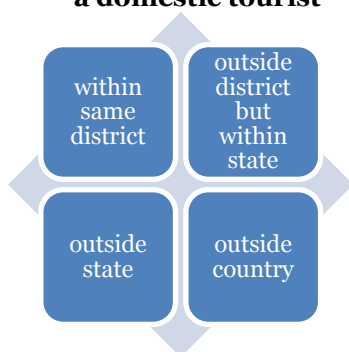 a domestic tourist
within
same
district
outside
district
but
within
state
outside
state
outside
country